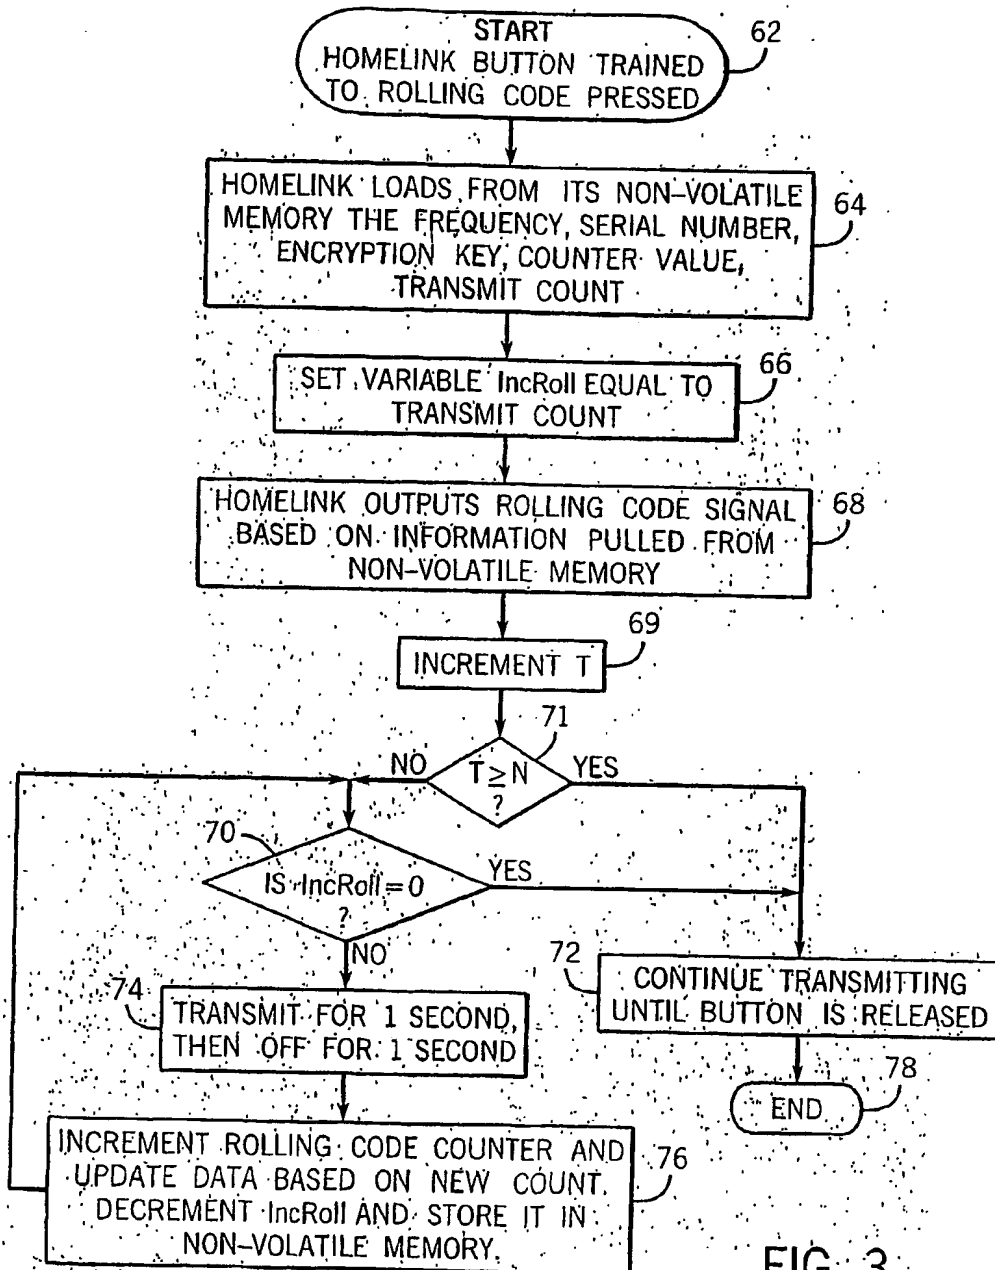 START
HOMELINK BUTTON TRAINED
TO ROLLING CODE PRESSED
62
HOMELINK LOADS FROM ITS NON-VOLATILE
MEMORY THE FREQUENCY, SERIAL NUMBER,
ENCRYPTION KEY, COUNTER VALUE,
TRANSMIT COUNT
64
SET VARIABLE IncRoll EQUAL TO
TRANSMIT COUNT
66
HOMELINK OUTPUTS ROLLING CODE SIGNAL
BASED ON INFORMATION PULLED FROM
NON-VOLATILE MEMORY
68
INCREMENT T
69
71
NO
T ≥ N
?
YES
70
IS IncRoll = 0
?
YES
NO
74
TRANSMIT FOR 1 SECOND,
THEN OFF FOR 1 SECOND
72
CONTINUE TRANSMITTING
UNTIL BUTTON IS RELEASED
END
78
INCREMENT ROLLING CODE COUNTER AND
UPDATE DATA BASED ON NEW COUNT.
DECREMENT IncRoll AND STORE IT IN
NON-VOLATILE MEMORY.
76
FIG. 3